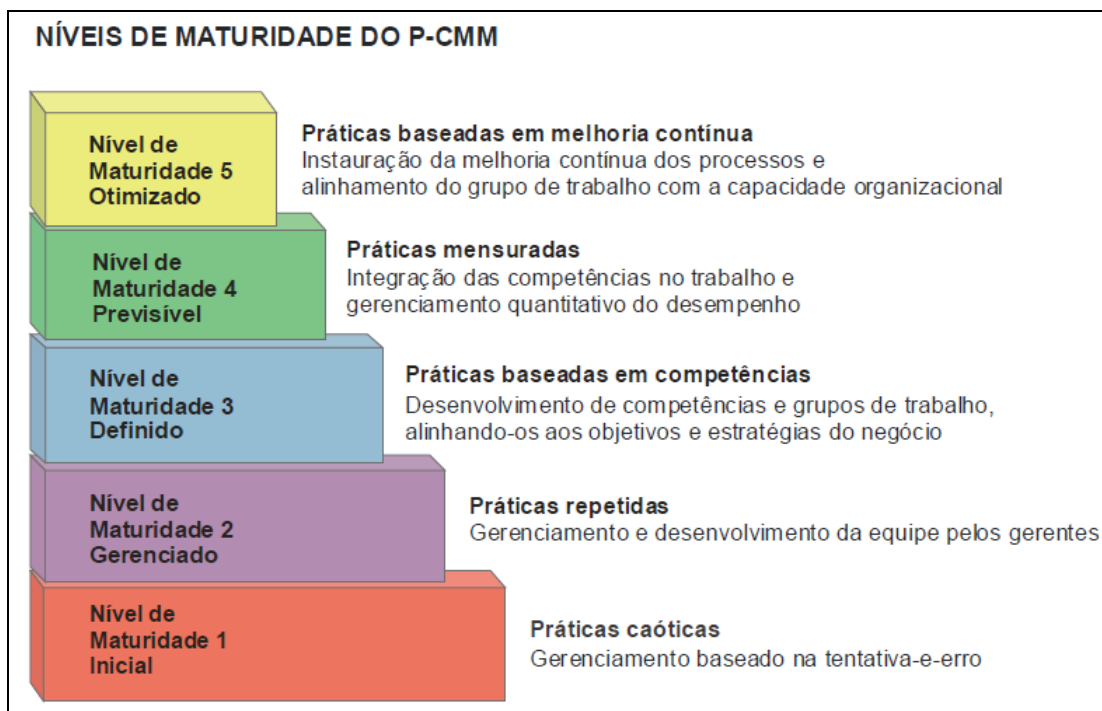 NÍVEIS DE MATURIDADE DO P-CMM
Nível de
Maturidade 5
Otimizado
Práticas baseadas em melhoria contínua
Instauração da melhoria contínua dos processos e
alinhamento do grupo de trabalho com a capacidade organizacional
Nível de
Maturidade 4
Previsível
Práticas mensuradas
Integração das competências no trabalho e
gerenciamento quantitativo do desempenho
Nível de
Maturidade 3
Definido
Práticas baseadas em competências
Desenvolvimento de competências e grupos de trabalho,
alinhando-os aos objetivos e estratégias do negócio
Nível de
Maturidade 2
Gerenciado
Práticas repetidas
Gerenciamento e desenvolvimento da equipe pelos gerentes
Nível de
Maturidade 1
Inicial
Práticas caóticas
Gerenciamento baseado na tentativa-e-erro